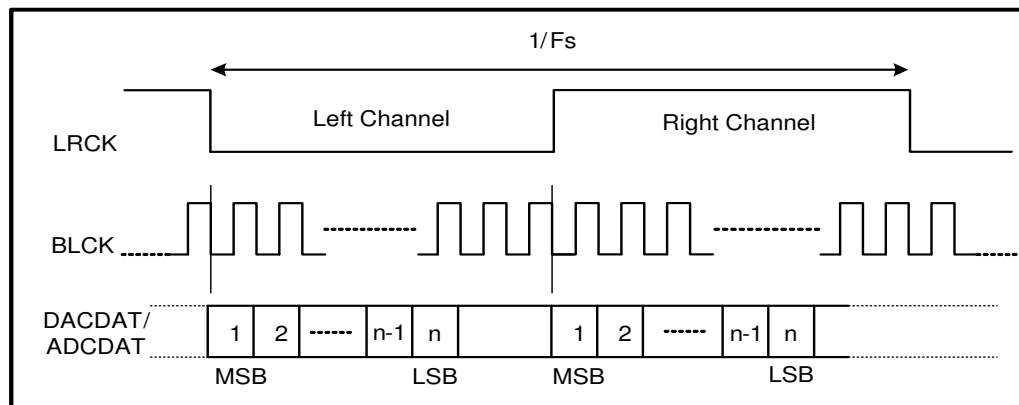 1/Fs
Left Channel
Right Channel
LRCK
BLCK
DACDAT/
ADCDAT
1 2 n-1 n 1 2 n-1 n
MSB LSB MSB LSB